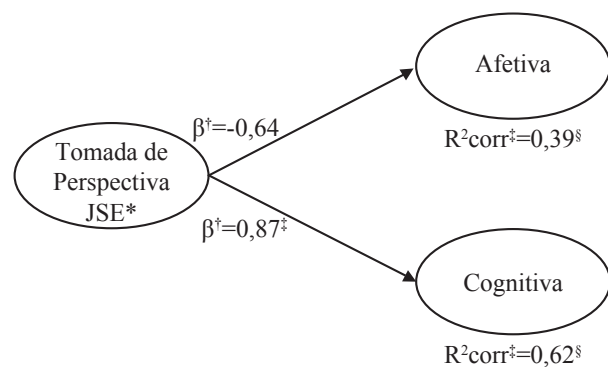 Afetiva
R²corr‡=0,39§
β†=-0,64
Tomada de
Perspectiva
JSE*
β†=0,87‡
Cognitiva
R²corr‡=0,62§